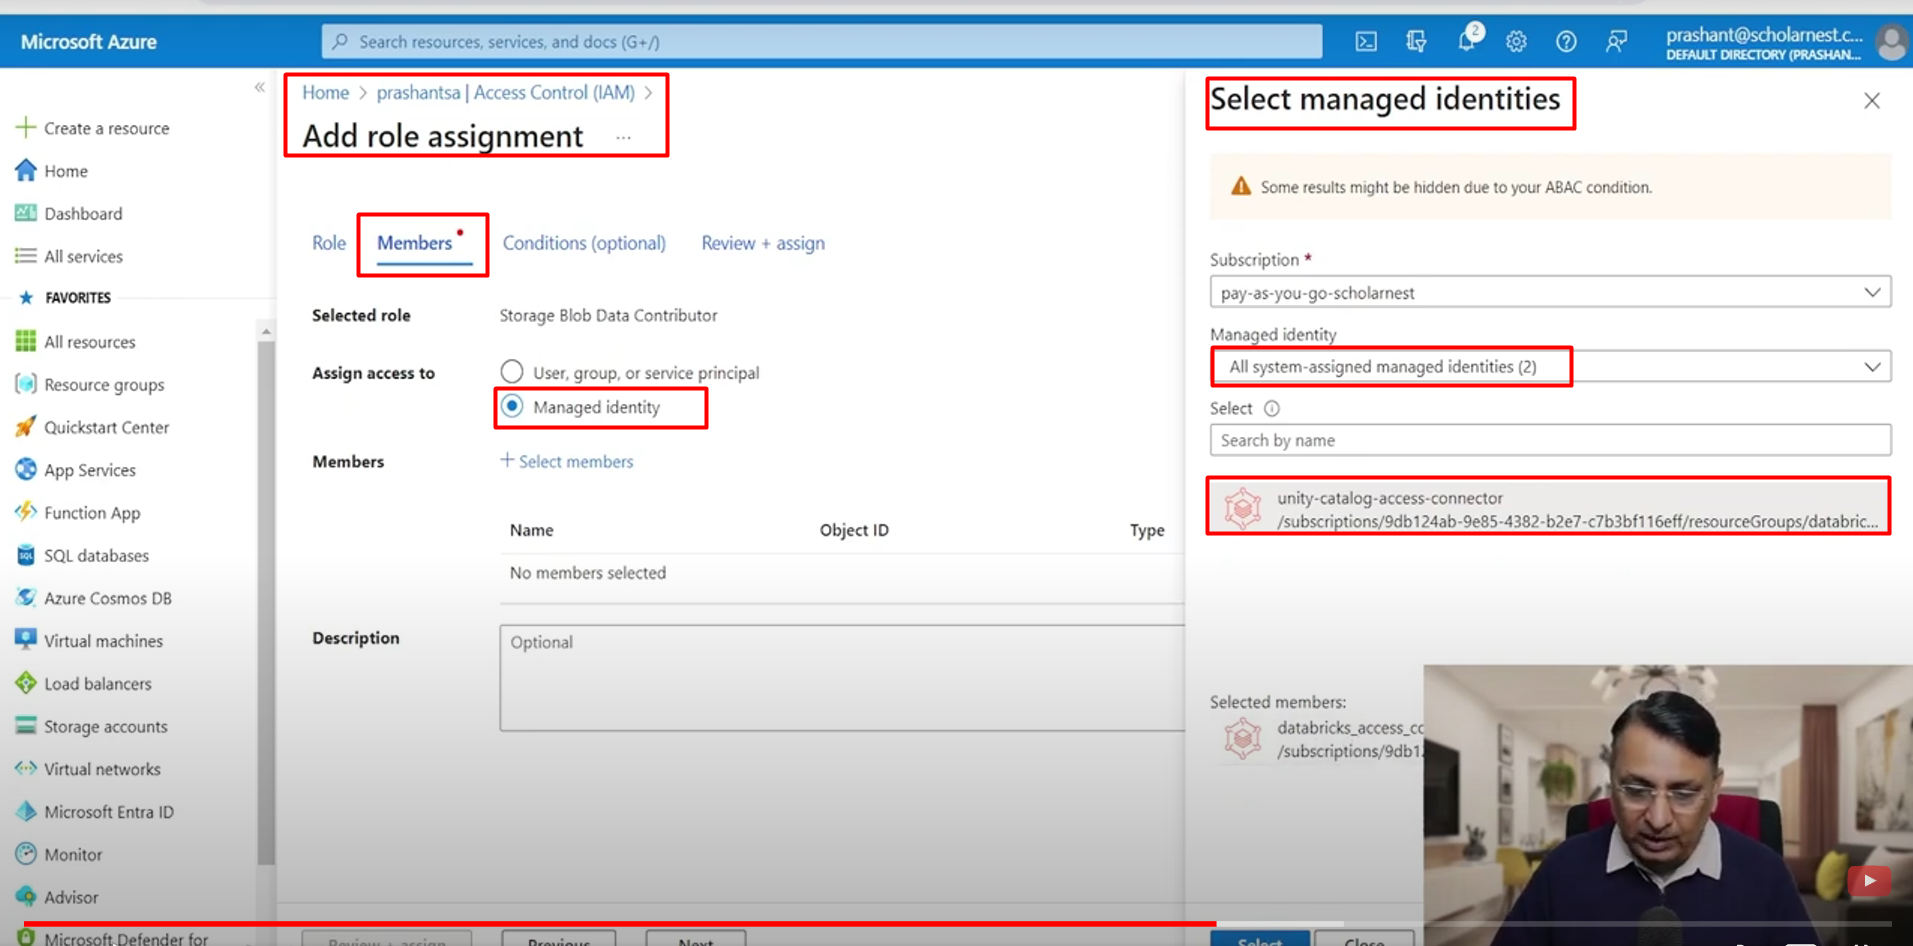 Microsoft Azure
Search resources, services, and docs (G+/)
2
prashant@scholarnest.c...
DEFAULT DIRECTORY (PRASHAN...
«
Create a resource
Home
Dashboard
All services
FAVORITES
All resources
Resource groups
Quickstart Center
App Services
Function App
SQL databases
Azure Cosmos DB
Virtual machines
Load balancers
Storage accounts
Virtual networks
Microsoft Entra ID
Monitor
Advisor
Microsoft Defender for
Home > prashantsa | Access Control (IAM) >
Add role assignment ...
Role Members Conditions (optional) Review + assign
Selected role Storage Blob Data Contributor
Assign access to User, group, or service principal
Managed identity
Members + Select members
Name Object ID Type
No members selected
Description Optional
Review + assign Previous Next
Select managed identities
Some results might be hidden due to your ABAC condition.
Subscription *
pay-as-you-go-scholarnest
Managed identity
All system-assigned managed identities (2)
Select
Search by name
unity-catalog-access-connector
/subscriptions/9db124ab-9e85-4382-b2e7-c7b3bf116eff/resourceGroups/databric...
Selected members:
databricks_access_cc
/subscriptions/9db12
Select Close